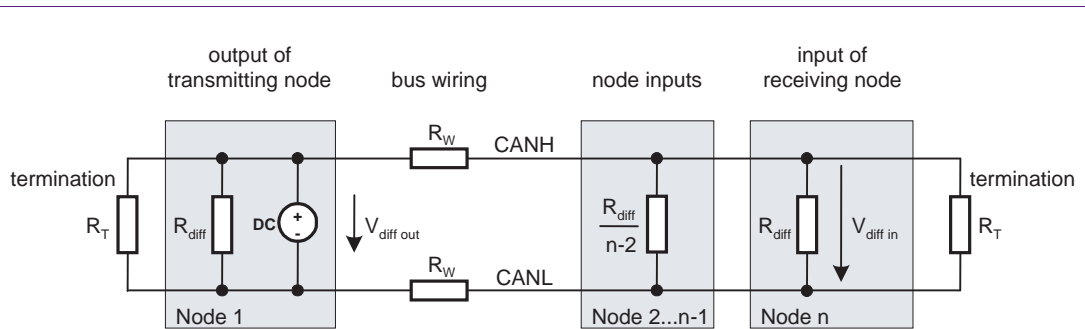 output of
transmitting node
bus wiring
node inputs
input of
receiving node
R_W
CANH
termination
termination
R_T
R_diff
DC
+
-
V_diff out
R_diff
n-2
R_diff
V_diff in
R_T
R_W
CANL
Node 1
Node 2...n-1
Node n